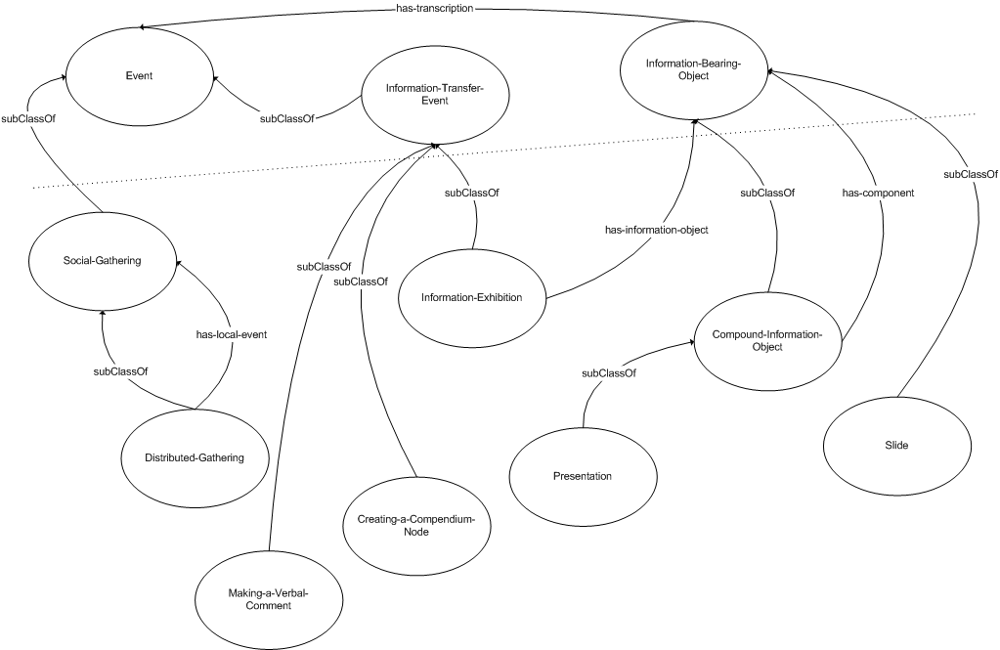 has-transcription
Event
Information-Transfer-
Event
Information-Bearing-
Object
subClassOf
subClassOf
subClassOf
subClassOf
subClassOf
has-component
has-information-object
Social-Gathering
subClassOf
subClassOf
Information-Exhibition
has-local-event
Compound-Information-
Object
subClassOf
subClassOf
Distributed-Gathering
Presentation
Slide
Creating-a-Compendium-
Node
Making-a-Verbal-
Comment